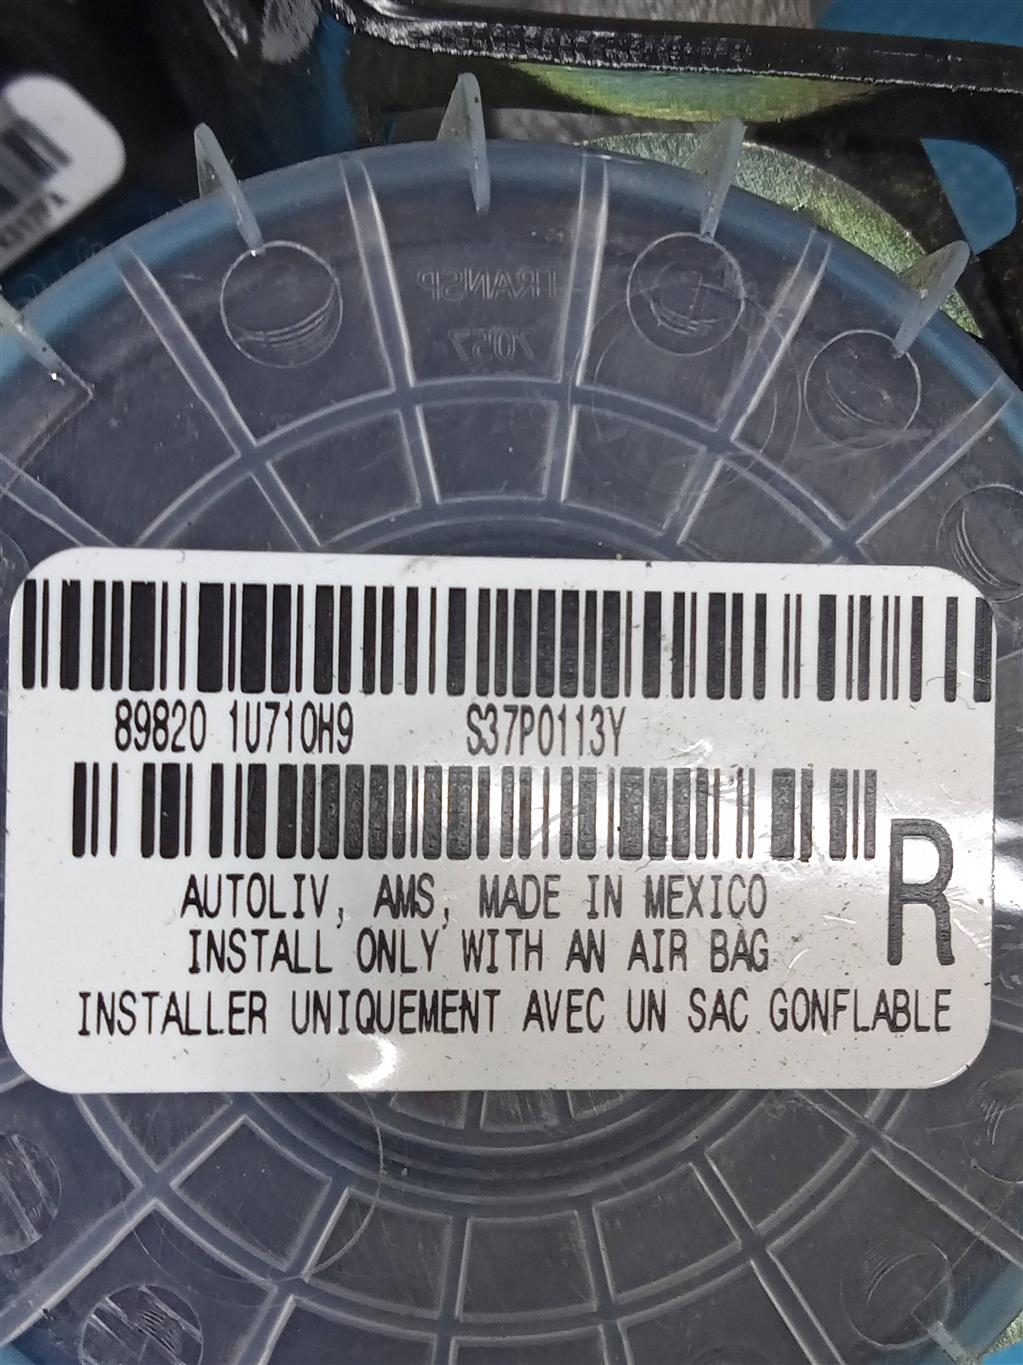 TRANSP
7057
89820 1U710H9 S37P0113Y
R
AUTOLIV, AMS, MADE IN MEXICO
INSTALL ONLY WITH AN AIR BAG
INSTALLER UNIQUEMENT AVEC UN SAC GONFLABLE